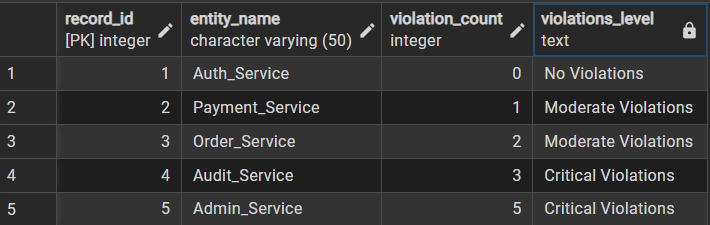 record_id entity_name violation_count violations_level
[PK] integer character varying (50) integer text
1 1 Auth_Service 0 No Violations
2 2 Payment_Service 1 Moderate Violations
3 3 Order_Service 2 Moderate Violations
4 4 Audit_Service 3 Critical Violations
5 5 Admin_Service 5 Critical Violations